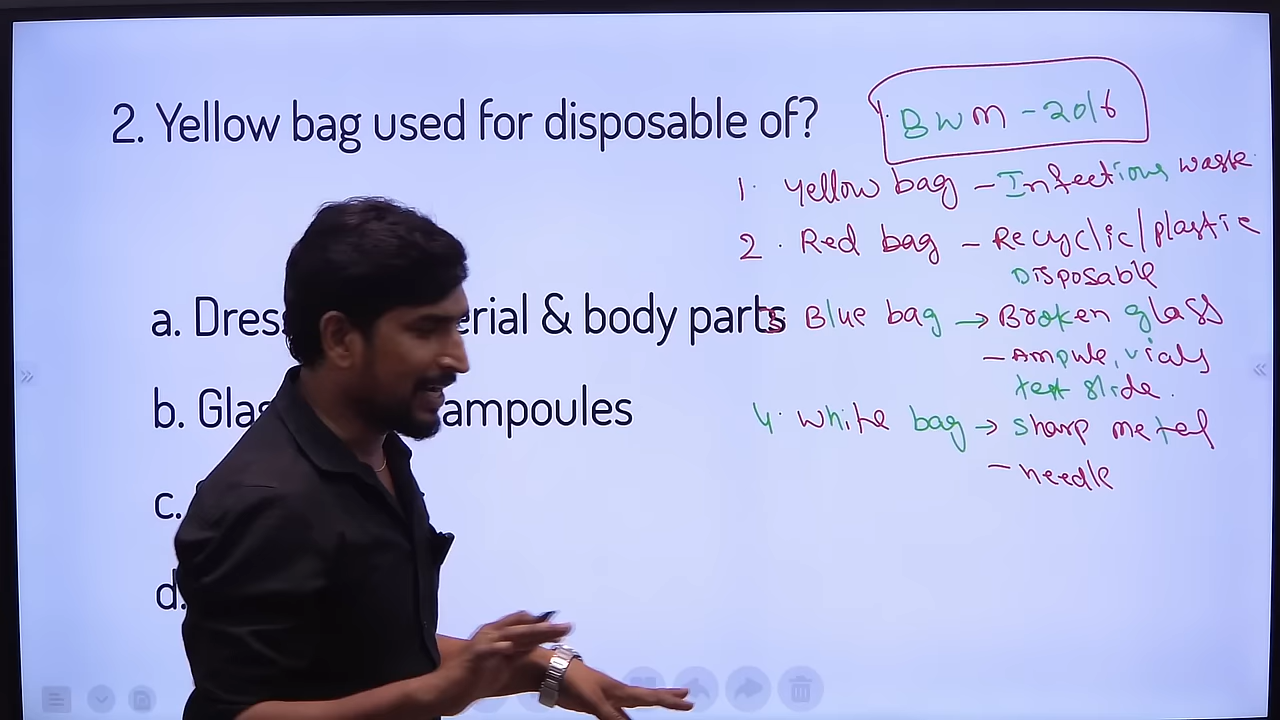 2. Yellow bag used for disposable of?
BWM - 2016
1. Yellow bag - Infectious waste
2. Red bag - Recyclic/plastic
Disposable
a. Dres erial & body parts
3 Blue bag → Broken glass
- Ampule, vials
test slide.
b. Glas ampoules
4. White bag → sharp metal
- needle
c.
d.